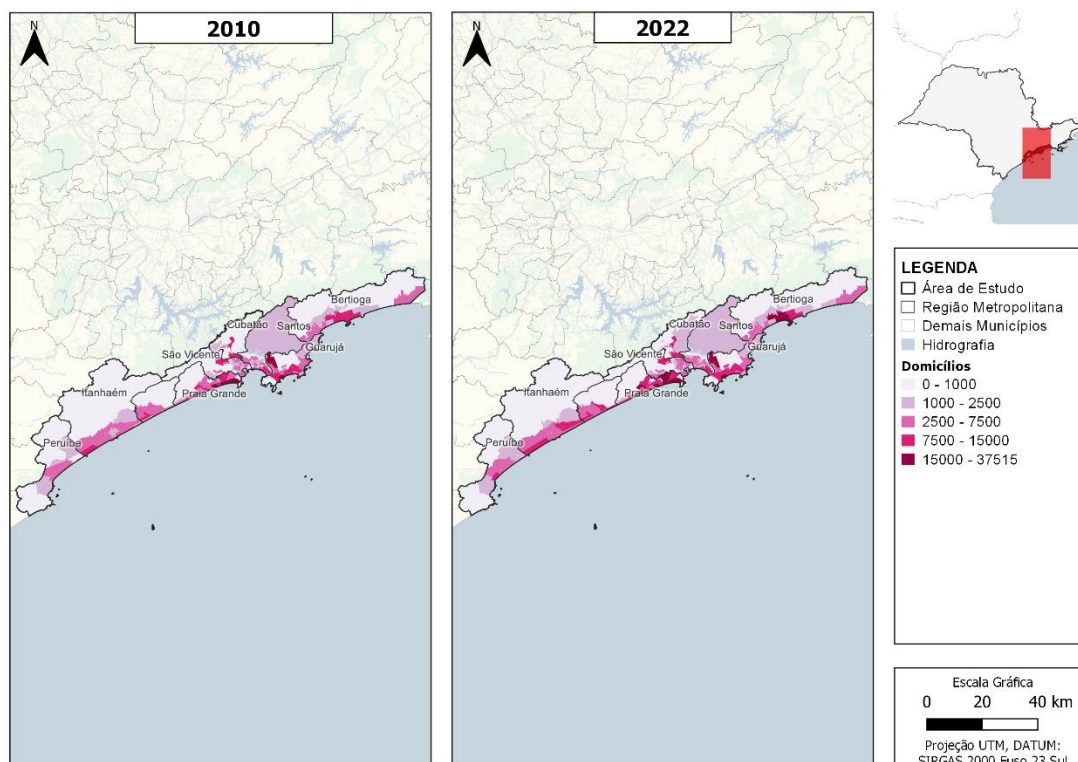 N
2010
Bertioga
Cubatão
Santos
Guarujá
São Vicente
Itanhaém
Praia Grande
Peruíbe
N
2022
Bertioga
Cubatão
Santos
Guarujá
São Vicente
Itanhaém
Praia Grande
Peruíbe
LEGENDA
Área de Estudo
Região Metropolitana
Demais Municípios
Hidrografia
Domicílios
0 - 1000
1000 - 2500
2500 - 7500
7500 - 15000
15000 - 37515
Escala Gráfica
0 20 40 km
Projeção UTM, DATUM:
SIRGAS 2000 Fuso 23 Sul